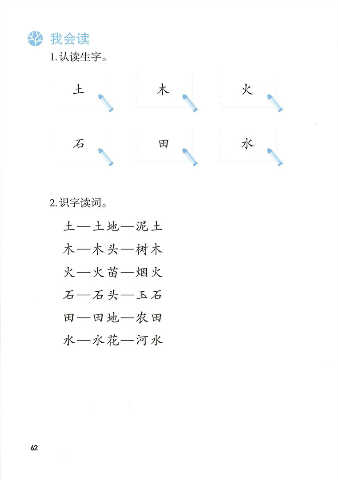 我会读
1.认读生字。
土 木 火
石 田 水
2.识字读词。
土—土地—泥土
木—木头—树木
火—火苗—烟火
石—石头—玉石
田—田地—农田
水—水花—河水
62